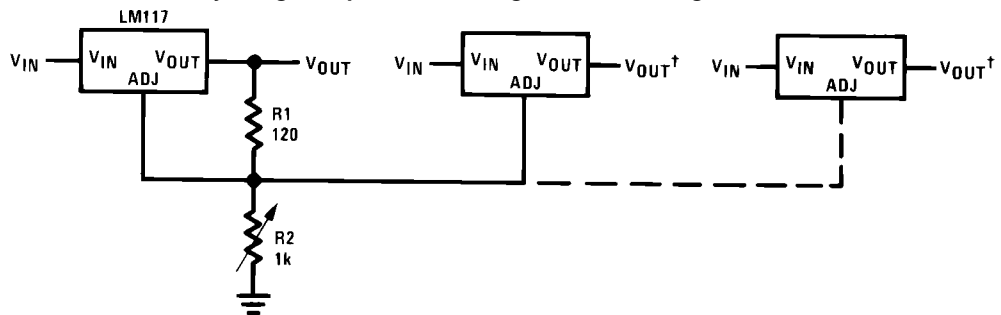 LM117
VIN VIN VOUT VOUT
ADJ
R1
120
R2
1k
VIN VIN VOUT VOUT†
ADJ
VIN VIN VOUT VOUT†
ADJ